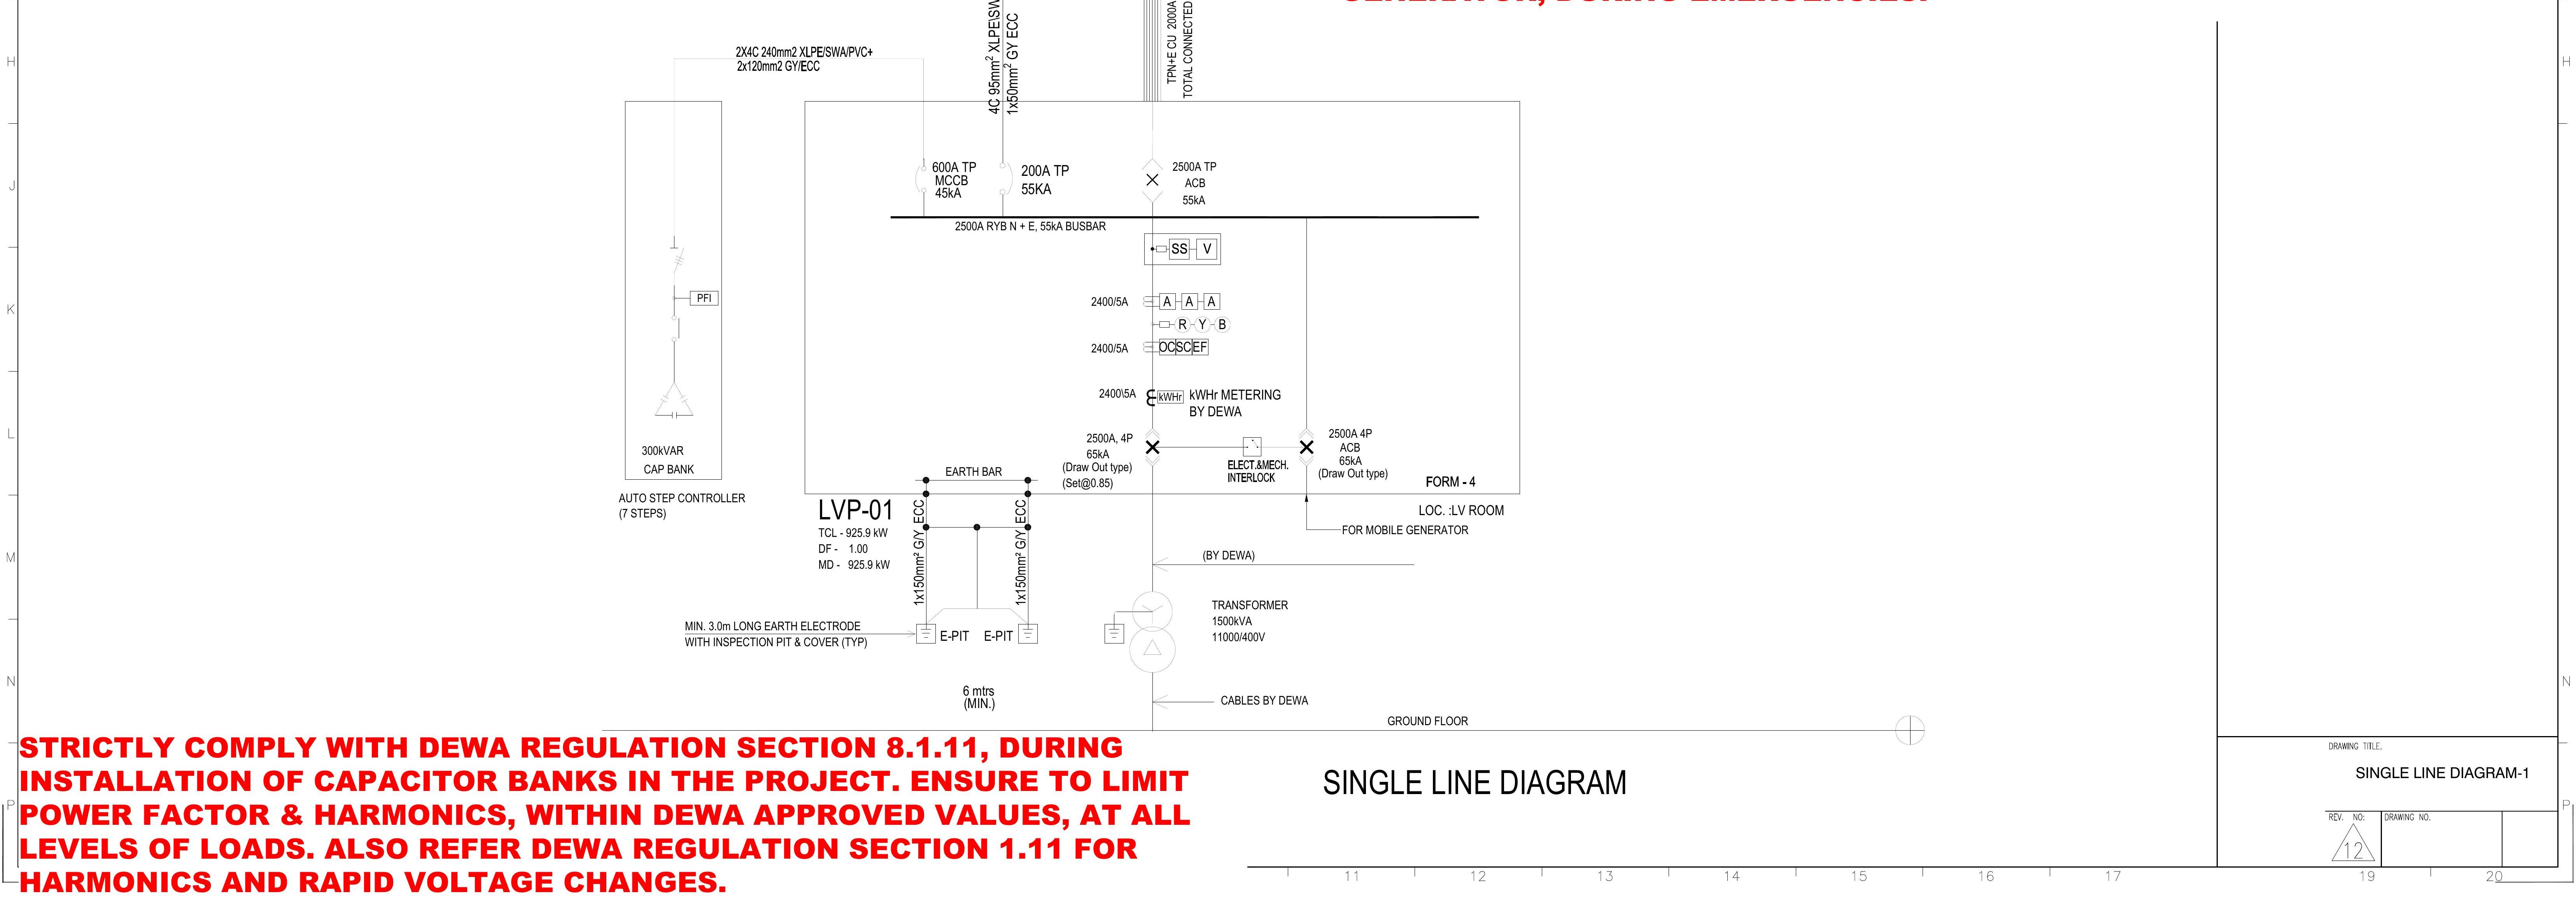 H
H
J
K
L
M
N
N
P
P
2X4C 240mm2 XLPE/SWA/PVC+
2x120mm2 GY/ECC
4C 95mm² XLPE\SW
1x50mm² GY ECC
TPN+E CU 2000A
TOTAL CONNECTED
600A TP
MCCB
45kA
200A TP
55KA
2500A TP
ACB
55kA
2500A RYB N + E, 55kA BUSBAR
SS V
PFI
2400/5A A A A
R Y B
2400/5A OC SC EF
2400\5A kWHr kWHr METERING
BY DEWA
2500A, 4P
65kA
(Draw Out type)
(Set@0.85)
ELECT.&MECH.
INTERLOCK
2500A 4P
ACB
65kA
(Draw Out type)
300kVAR
CAP BANK
AUTO STEP CONTROLLER
(7 STEPS)
EARTH BAR
FORM - 4
LOC. :LV ROOM
LVP-01
TCL - 925.9 kW
DF - 1.00
MD - 925.9 kW
1x150mm² G/Y ECC
1x150mm² G/Y ECC
FOR MOBILE GENERATOR
(BY DEWA)
TRANSFORMER
1500kVA
11000/400V
MIN. 3.0m LONG EARTH ELECTRODE
WITH INSPECTION PIT & COVER (TYP)
E-PIT E-PIT
6 mtrs
(MIN.)
CABLES BY DEWA
GROUND FLOOR
STRICTLY COMPLY WITH DEWA REGULATION SECTION 8.1.11, DURING
INSTALLATION OF CAPACITOR BANKS IN THE PROJECT. ENSURE TO LIMIT
POWER FACTOR & HARMONICS, WITHIN DEWA APPROVED VALUES, AT ALL
LEVELS OF LOADS. ALSO REFER DEWA REGULATION SECTION 1.11 FOR
HARMONICS AND RAPID VOLTAGE CHANGES.
SINGLE LINE DIAGRAM
DRAWING TITLE.
SINGLE LINE DIAGRAM-1
REV. NO: DRAWING NO.
12
11 12 13 14 15 16 17 19 20